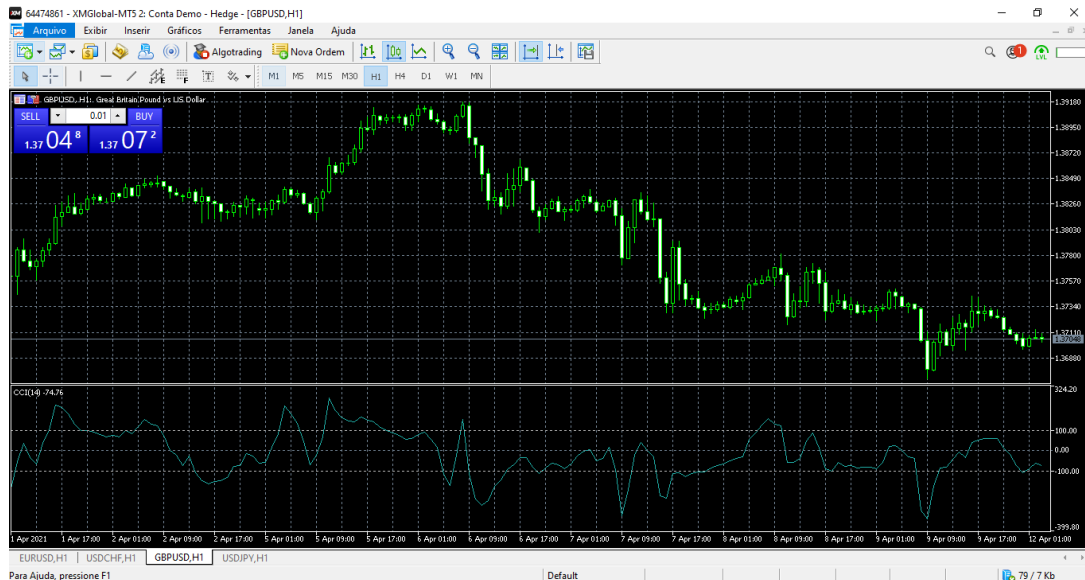 64474861 - XMGlobal-MT5 2: Conta Demo - Hedge - [GBPUSD,H1]
Arquivo Exibir Inserir Gráficos Ferramentas Janela Ajuda
Algotrading Nova Ordem 1 LVL
E F T M1 M5 M15 M30 H1 H4 D1 W1 MN
GBPUSD, H1: Great Britain Pound vs US Dollar
SELL 0.01 BUY
1.37 04 8 1.37 07 2
1.39180
1.38950
1.38720
1.38490
1.38260
1.38030
1.37800
1.37570
1.37340
1.37110
1.37048
1.36880
CCI(14) -74.76
324.20
100.00
0.00
-100.00
-399.80
1 Apr 2021 1 Apr 17:00 2 Apr 01:00 2 Apr 09:00 2 Apr 17:00 5 Apr 01:00 5 Apr 09:00 5 Apr 17:00 6 Apr 01:00 6 Apr 09:00 6 Apr 17:00 7 Apr 01:00 7 Apr 09:00 7 Apr 17:00 8 Apr 01:00 8 Apr 09:00 8 Apr 17:00 9 Apr 01:00 9 Apr 09:00 9 Apr 17:00 12 Apr 01:00
EURUSD,H1 USDCHF,H1 GBPUSD,H1 USDJPY,H1
Para Ajuda, pressione F1 Default 79 / 7 Kb